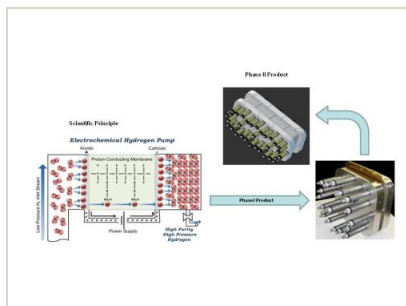 Phase II Product
Scientific Principle
Electrochemical Hydrogen Pump
Anode
Cathode
Proton Conducting Membrane
Low Pressure H₂ Inlet Stream
Power Supply
High Purity
High Pressure
Hydrogen
Phase I Product